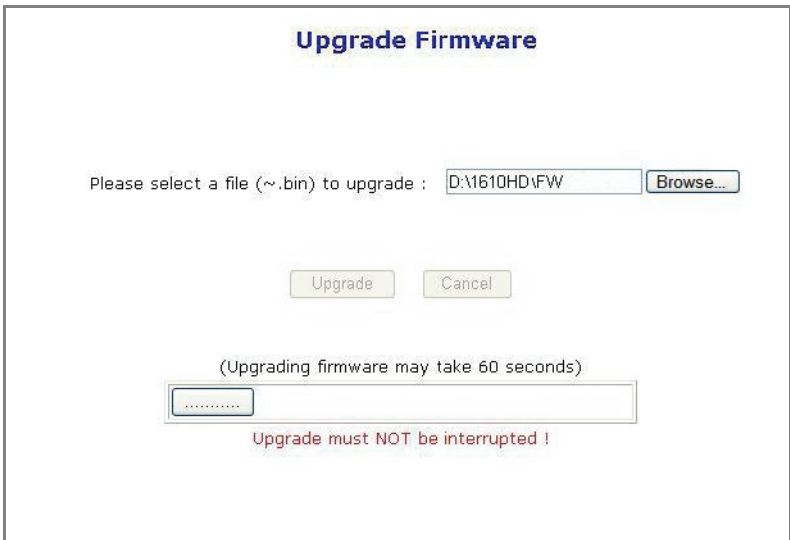 Upgrade Firmware
Please select a file (~.bin) to upgrade : D:\1610HD\FW Browse...
Upgrade Cancel
(Upgrading firmware may take 60 seconds)
...........
Upgrade must NOT be interrupted !